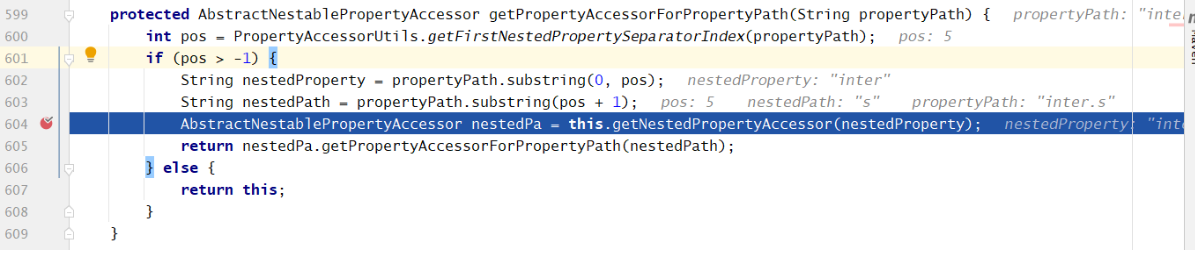 599 protected AbstractNestablePropertyAccessor getPropertyAccessorForPropertyPath(String propertyPath) { propertyPath: "inte
600 int pos = PropertyAccessorUtils.getFirstNestedPropertySeparatorIndex(propertyPath); pos: 5
601 if (pos > -1) {
602 String nestedProperty = propertyPath.substring(0, pos); nestedProperty: "inter"
603 String nestedPath = propertyPath.substring(pos + 1); pos: 5 nestedPath: "s" propertyPath: "inter.s"
604 AbstractNestablePropertyAccessor nestedPa = this.getNestedPropertyAccessor(nestedProperty); nestedProperty: "inte
605 return nestedPa.getPropertyAccessorForPropertyPath(nestedPath);
606 } else {
607 return this;
608 }
609 }